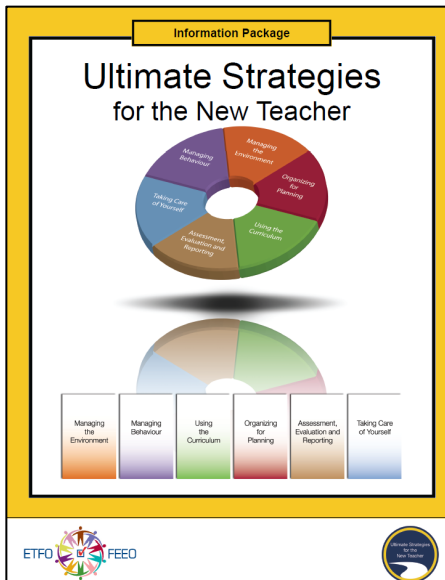 Information Package
Ultimate Strategies
for the New Teacher
Managing
Behaviour
Managing
the
Environment
Organizing
for
Planning
Taking Care
of Yourself
Using the
Curriculum
Assessment,
Evaluation and
Reporting
Managing
the
Environment
Managing
Behaviour
Using
the
Curriculum
Organizing
for
Planning
Assessment,
Evaluation and
Reporting
Taking Care
of Yourself
ETFO FEEO
Ultimate Strategies
for the
New Teacher